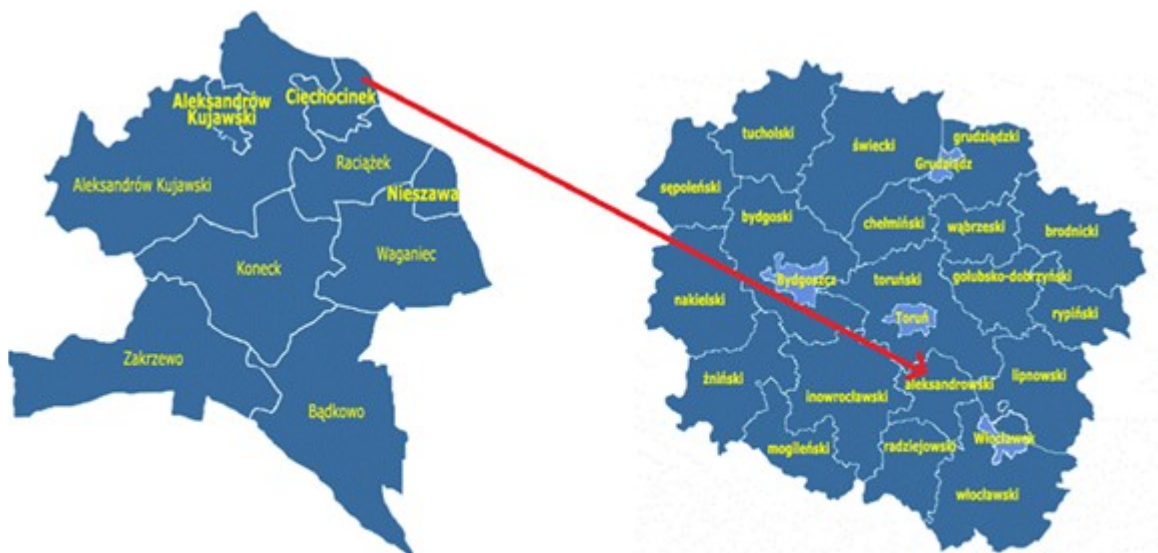 Aleksandrów
Kujawski
Ciechocinek
Raciążek
Aleksandrów Kujawski
Nieszawa
Koneck
Waganiec
Zakrzewo
Bądkowo
tucholski
świecki
grudziądzki
Grudziądz
sępoleński
bydgoski
chełmiński
wąbrzeski
brodnicki
Bydgoszcz
toruński
golubsko-dobrzyński
nakielski
Toruń
rypiński
żniński
inowrocławski
aleksandrowski
lipnowski
mogileński
radziejowski
Włocławek
włocławski